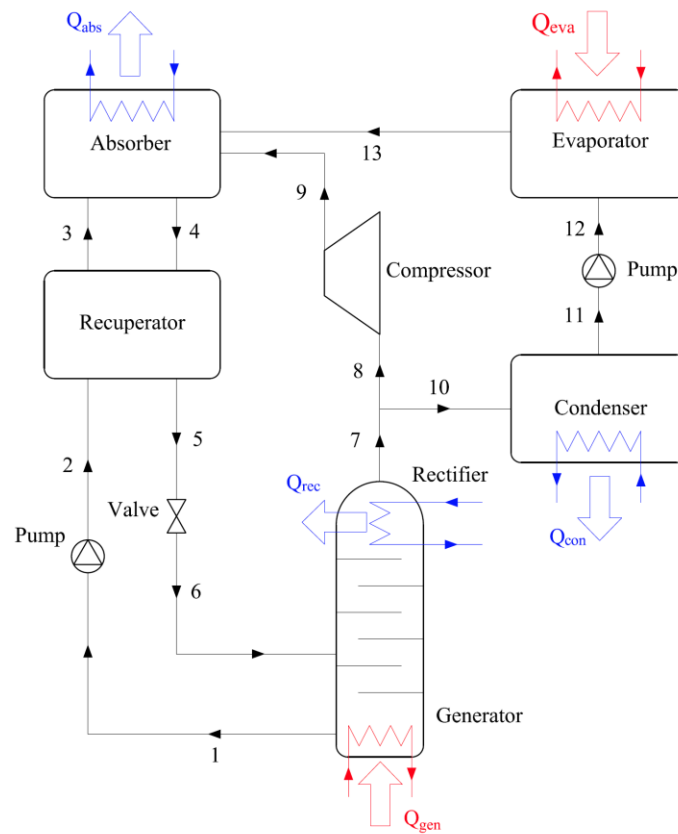 Qabs
Qeva
Absorber
13
Evaporator
9
3
4
12
Compressor
Pump
Recuperator
11
8
10
Condenser
5
7
2
Rectifier
Qrec
Valve
Qcon
Pump
6
Generator
1
Qgen